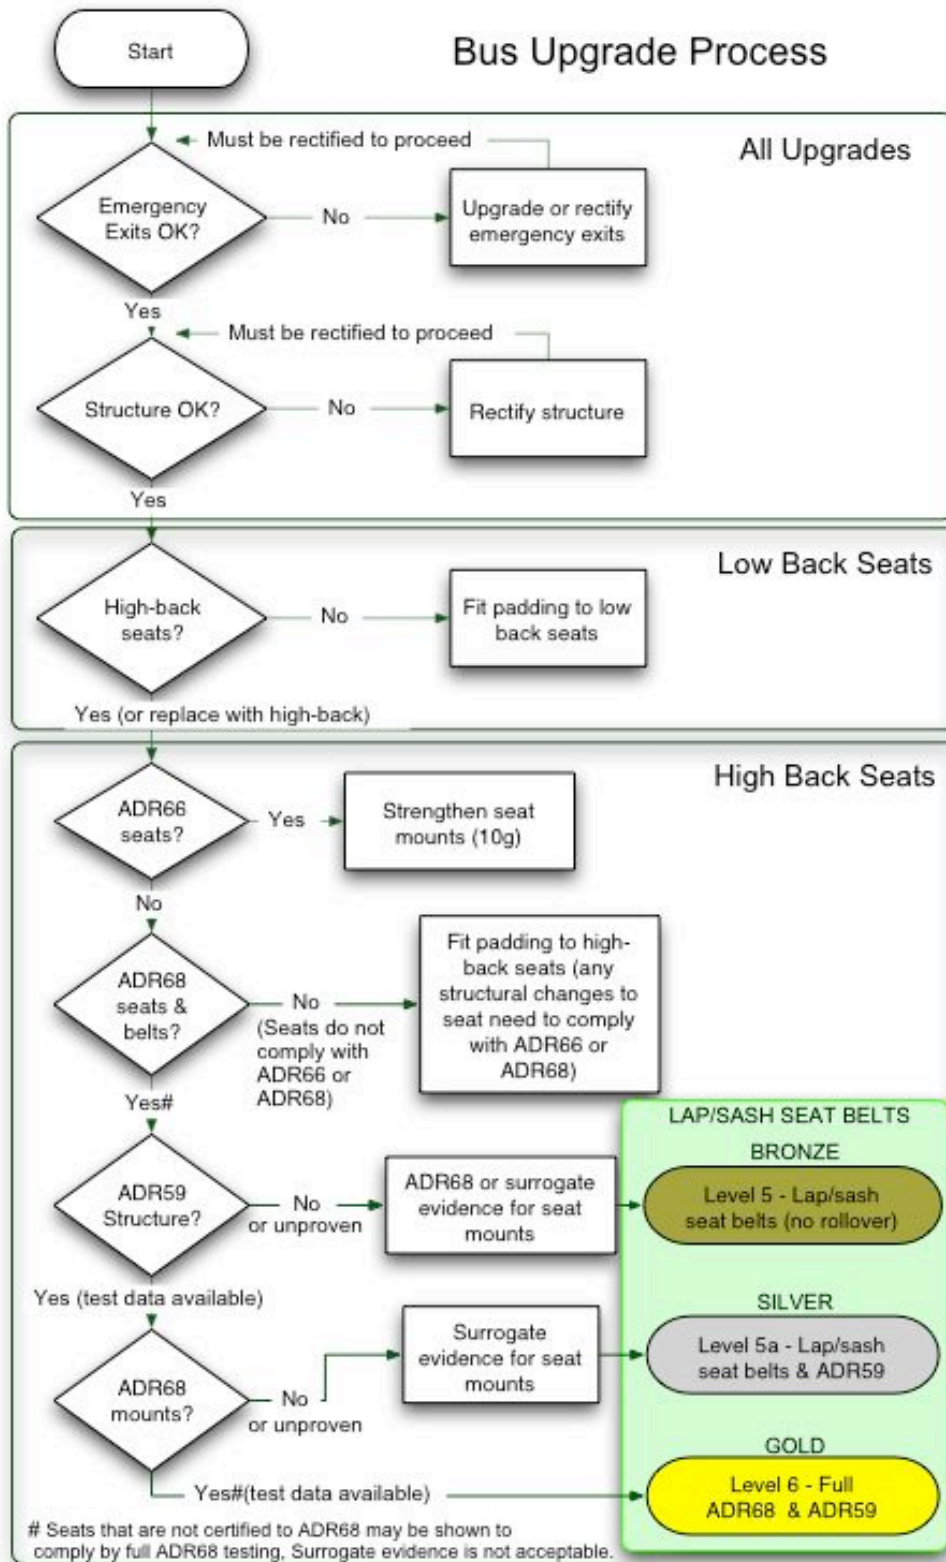 Start
Bus Upgrade Process
All Upgrades
Must be rectified to proceed
Emergency
Exits OK?
No
Upgrade or rectify
emergency exits
Yes
Must be rectified to proceed
Structure OK?
No
Rectify structure
Yes
Low Back Seats
High-back
seats?
No
Fit padding to low
back seats
Yes (or replace with high-back)
High Back Seats
ADR66
seats?
Yes
Strengthen seat
mounts (10g)
No
ADR68
seats &
belts?
No
(Seats do not
comply with
ADR66 or
ADR68)
Fit padding to high-
back seats (any
structural changes to
seat need to comply
with ADR66 or
ADR68)
Yes#
LAP/SASH SEAT BELTS
ADR59
Structure?
No
or unproven
ADR68 or surrogate
evidence for seat
mounts
BRONZE
Level 5 - Lap/sash
seat belts (no rollover)
Yes (test data available)
ADR68
mounts?
No
or unproven
Surrogate
evidence for seat
mounts
SILVER
Level 5a - Lap/sash
seat belts & ADR59
Yes#(test data available)
GOLD
Level 6 - Full
ADR68 & ADR59
# Seats that are not certified to ADR68 may be shown to
comply by full ADR68 testing, Surrogate evidence is not acceptable.